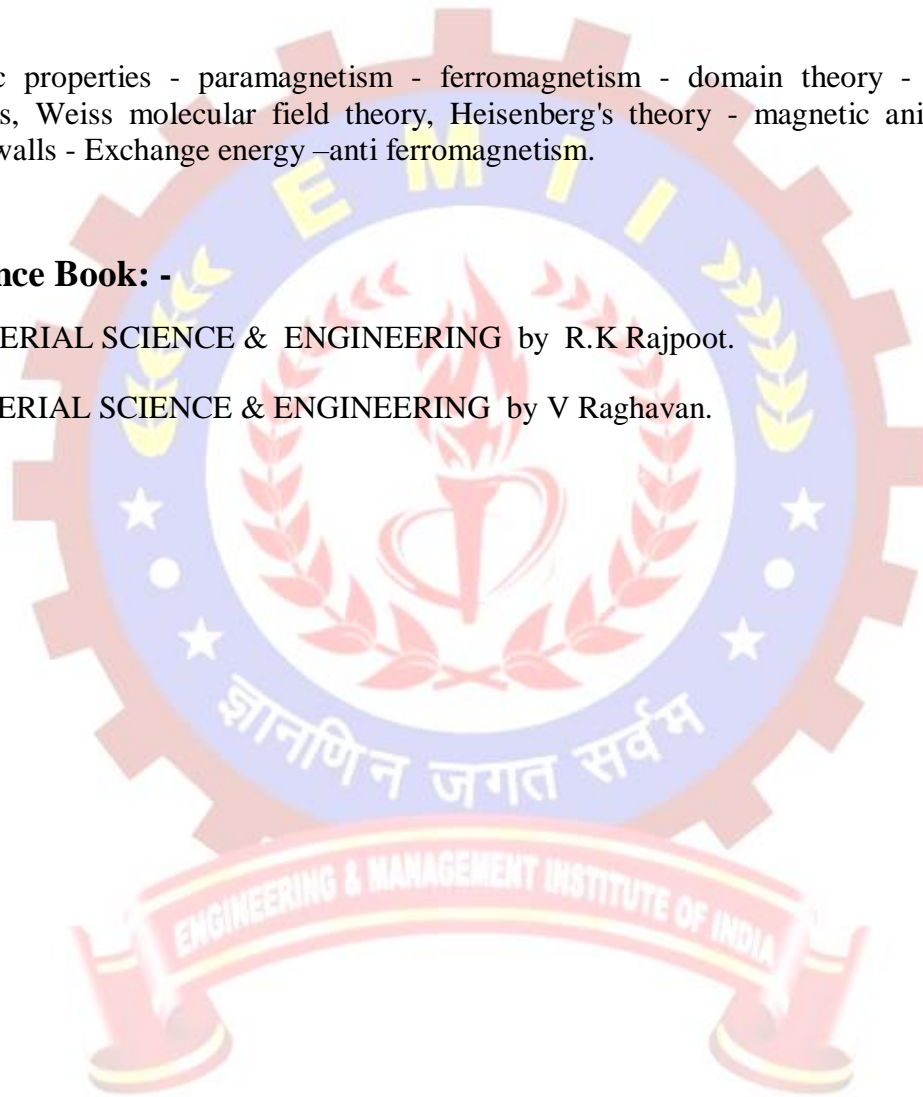 c properties - paramagnetism - ferromagnetism - domain theory -
s, Weiss molecular field theory, Heisenberg's theory - magnetic ani
walls - Exchange energy –anti ferromagnetism.
E M I I
nce Book: -
ERIAL SCIENCE & ENGINEERING by R.K Rajpoot.
ERIAL SCIENCE & ENGINEERING by V Raghavan.
ज्ञानणिन जगत सर्वम
ENGINEERING & MANAGEMENT INSTITUTE OF INDIA